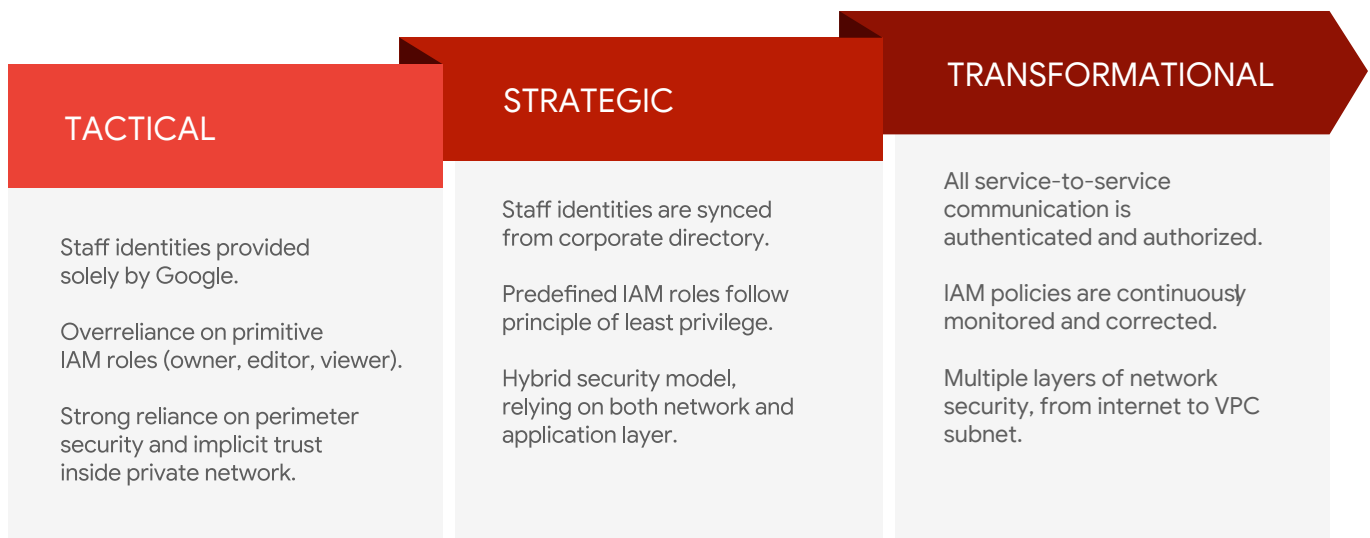 TACTICAL
Staff identities provided
solely by Google.
Overreliance on primitive
IAM roles (owner, editor, viewer).
Strong reliance on perimeter
security and implicit trust
inside private network.
STRATEGIC
Staff identities are synced
from corporate directory.
Predefined IAM roles follow
principle of least privilege.
Hybrid security model,
relying on both network and
application layer.
TRANSFORMATIONAL
All service-to-service
communication is
authenticated and authorized.
IAM policies are continuously
monitored and corrected.
Multiple layers of network
security, from internet to VPC
subnet.